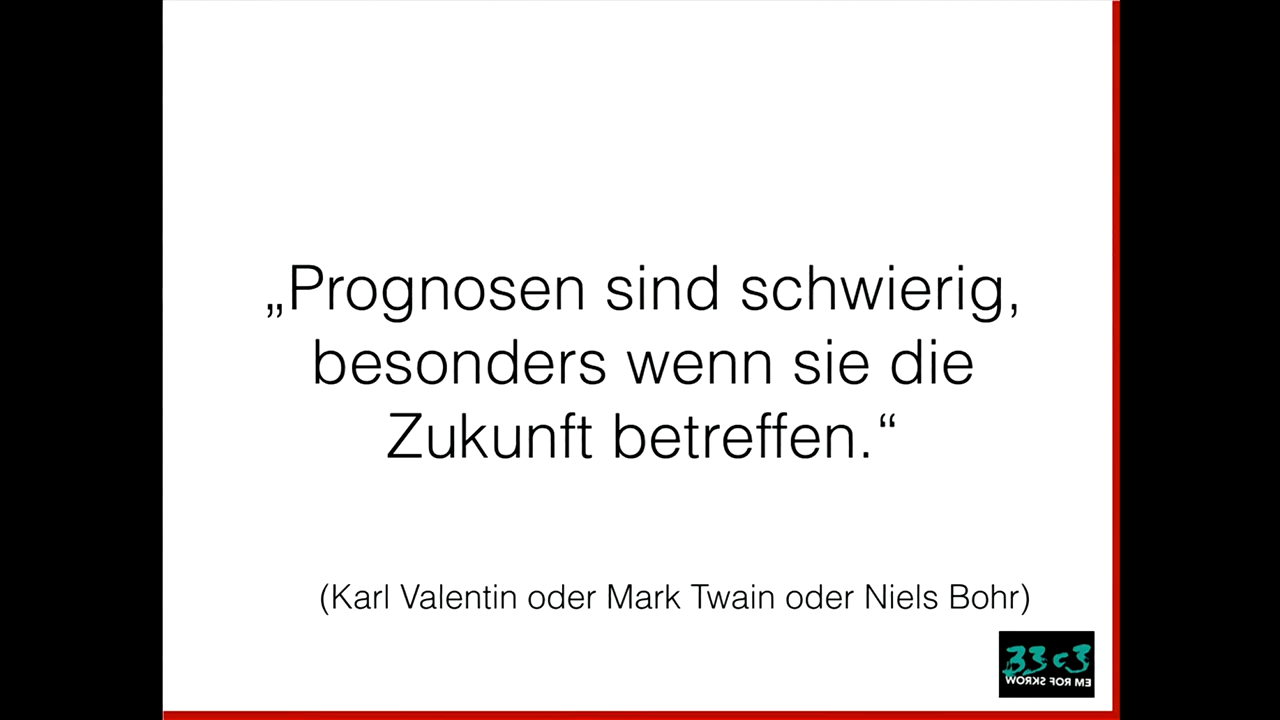 „Prognosen sind schwierig,
besonders wenn sie die
Zukunft betreffen.“
(Karl Valentin oder Mark Twain oder Niels Bohr)
33c3
WORKS FOR ME